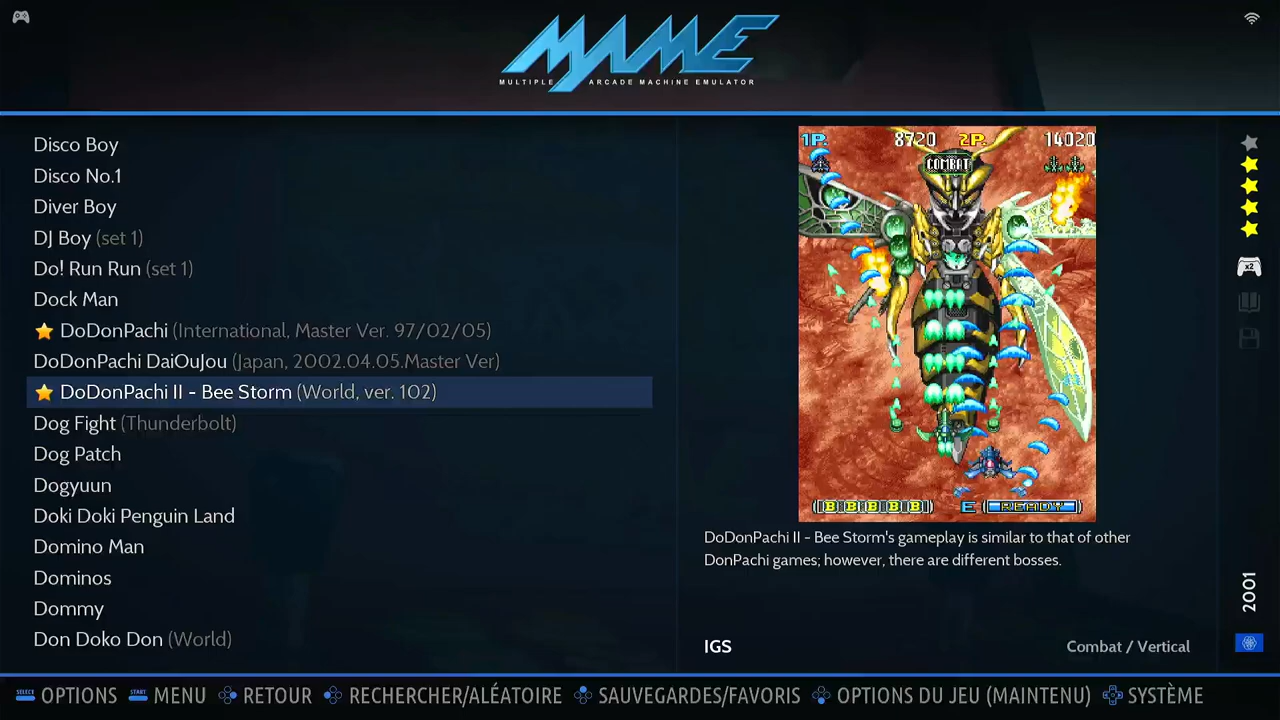 MAME
MULTIPLE ARCADE MACHINE EMULATOR
Disco Boy
Disco No.1
Diver Boy
DJ Boy (set 1)
Do! Run Run (set 1)
Dock Man
DoDonPachi (International, Master Ver. 97/02/05)
DoDonPachi DaiOuJou (Japan, 2002.04.05.Master Ver)
DoDonPachi II - Bee Storm (World, ver. 102)
Dog Fight (Thunderbolt)
Dog Patch
Dogyuun
Doki Doki Penguin Land
Domino Man
Dominos
Dommy
Don Doko Don (World)
1P. 8720 2P. 14020
COMBAT
B B B B B E READY
DoDonPachi II - Bee Storm's gameplay is similar to that of other
DonPachi games; however, there are different bosses.
IGS Combat / Vertical
x2
2001
SELECT OPTIONS START MENU RETOUR RECHERCHER/ALÉATOIRE SAUVEGARDES/FAVORIS OPTIONS DU JEU (MAINTENU) SYSTÈME